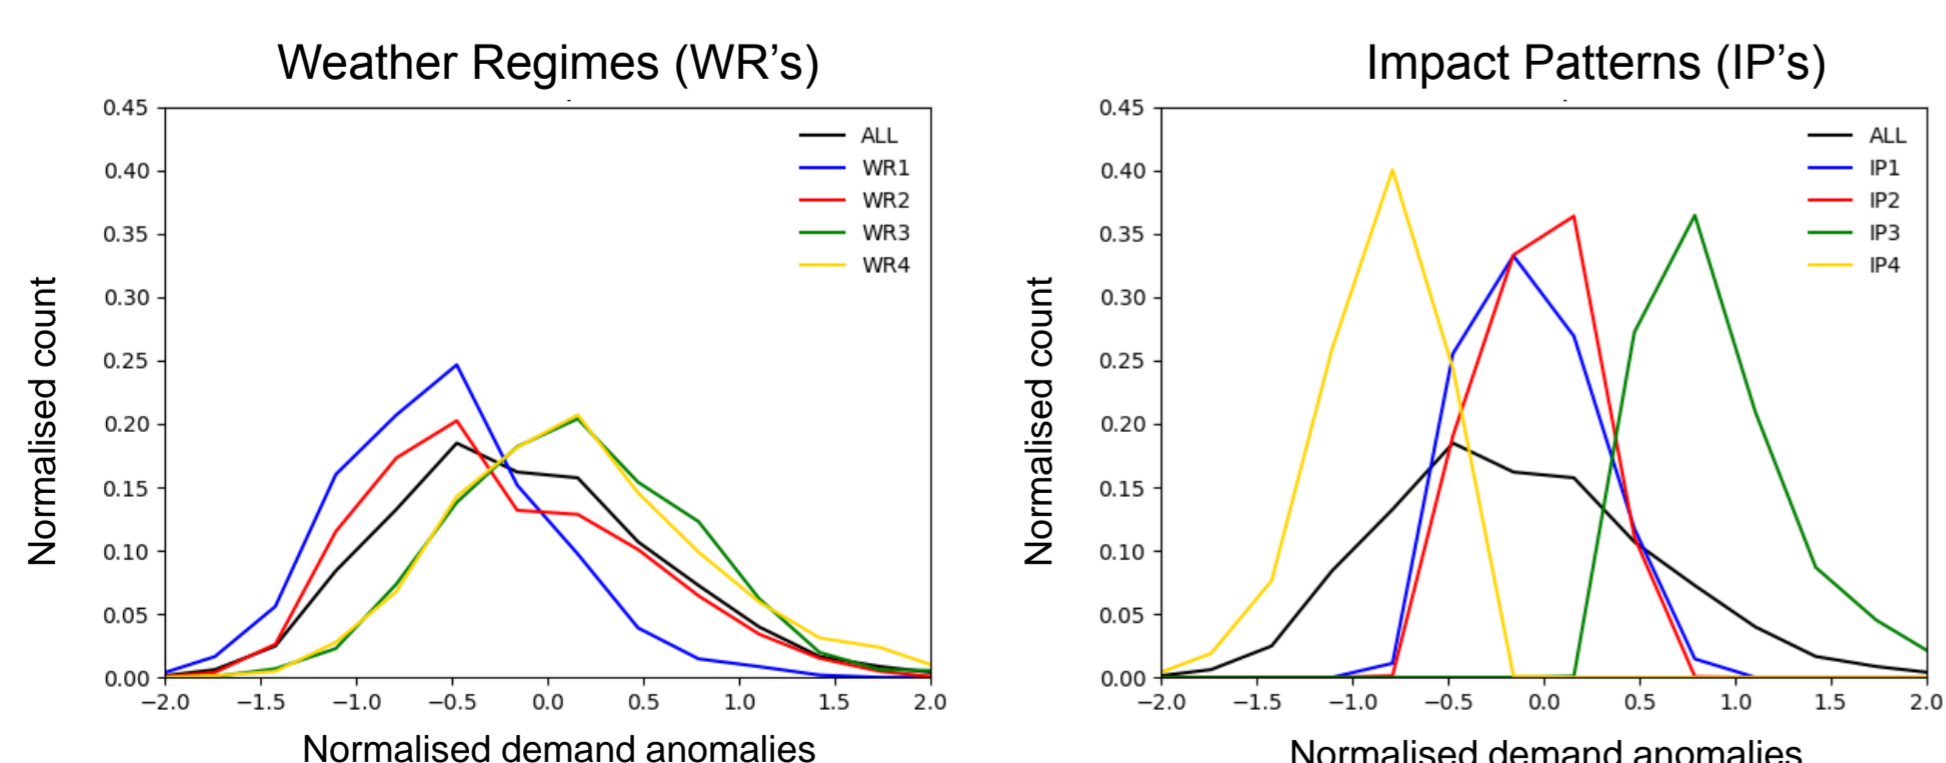 Weather Regimes (WR's)
0.45
0.40
0.35
0.30
0.25
0.20
0.15
0.10
0.05
0.00
Normalised count
ALL
WR1
WR2
WR3
WR4
−2.0 −1.5 −1.0 −0.5 0.0 0.5 1.0 1.5 2.0
Normalised demand anomalies
Impact Patterns (IP's)
0.45
0.40
0.35
0.30
0.25
0.20
0.15
0.10
0.05
0.00
Normalised count
ALL
IP1
IP2
IP3
IP4
−2.0 −1.5 −1.0 −0.5 0.0 0.5 1.0 1.5 2.0
Normalised demand anomalies